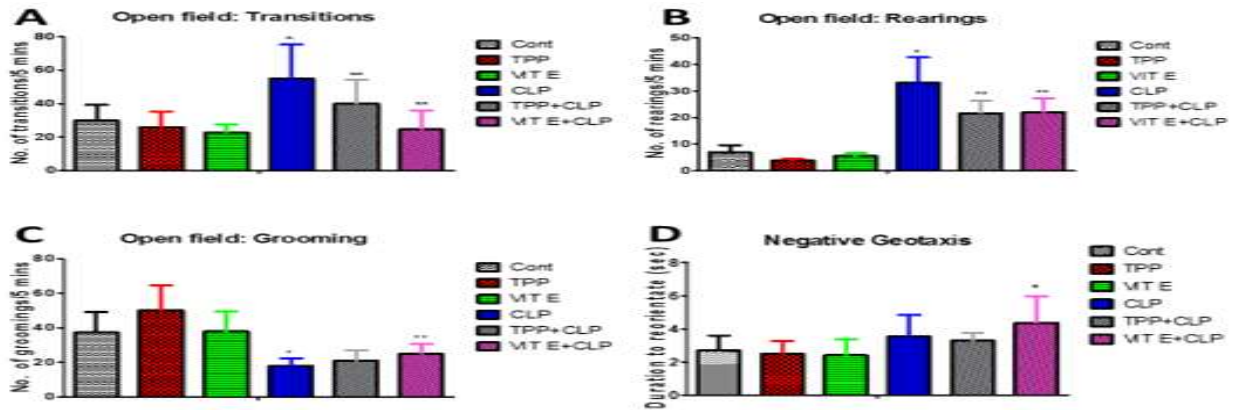 A
Open field: Transitions
No. of transitions/5 mins
80
60
40
20
0
*
**
**
Cont
TPP
VIT E
CLP
TPP+CLP
VIT E+CLP
B
Open field: Rearings
No. of rearings/5 mins
50
40
30
20
10
0
*
**
**
Cont
TPP
VIT E
CLP
TPP+CLP
VIT E+CLP
C
Open field: Grooming
No. of groomings/5 mins
80
60
40
20
0
*
**
Cont
TPP
VIT E
CLP
TPP+CLP
VIT E+CLP
D
Negative Geotaxis
Duration to reorientate (sec)
8
6
4
2
0
*
Cont
TPP
VIT E
CLP
TPP+CLP
VIT E+CLP